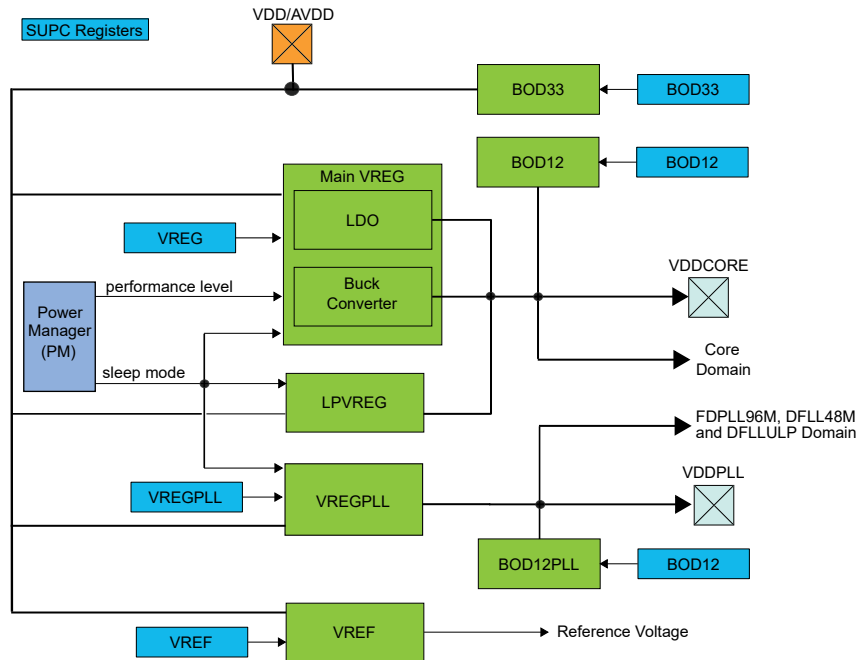 VDD/AVDD
SUPC Registers
BOD33
BOD33
BOD12
BOD12
Main VREG
LDO
VREG
Buck
Converter
VDDCORE
Power
Manager
(PM)
performance level
sleep mode
Core
Domain
LPVREG
FDPLL96M, DFLL48M
and DFLLULP Domain
VREGPLL
VREGPLL
VDDPLL
BOD12PLL
BOD12
VREF
VREF
Reference Voltage